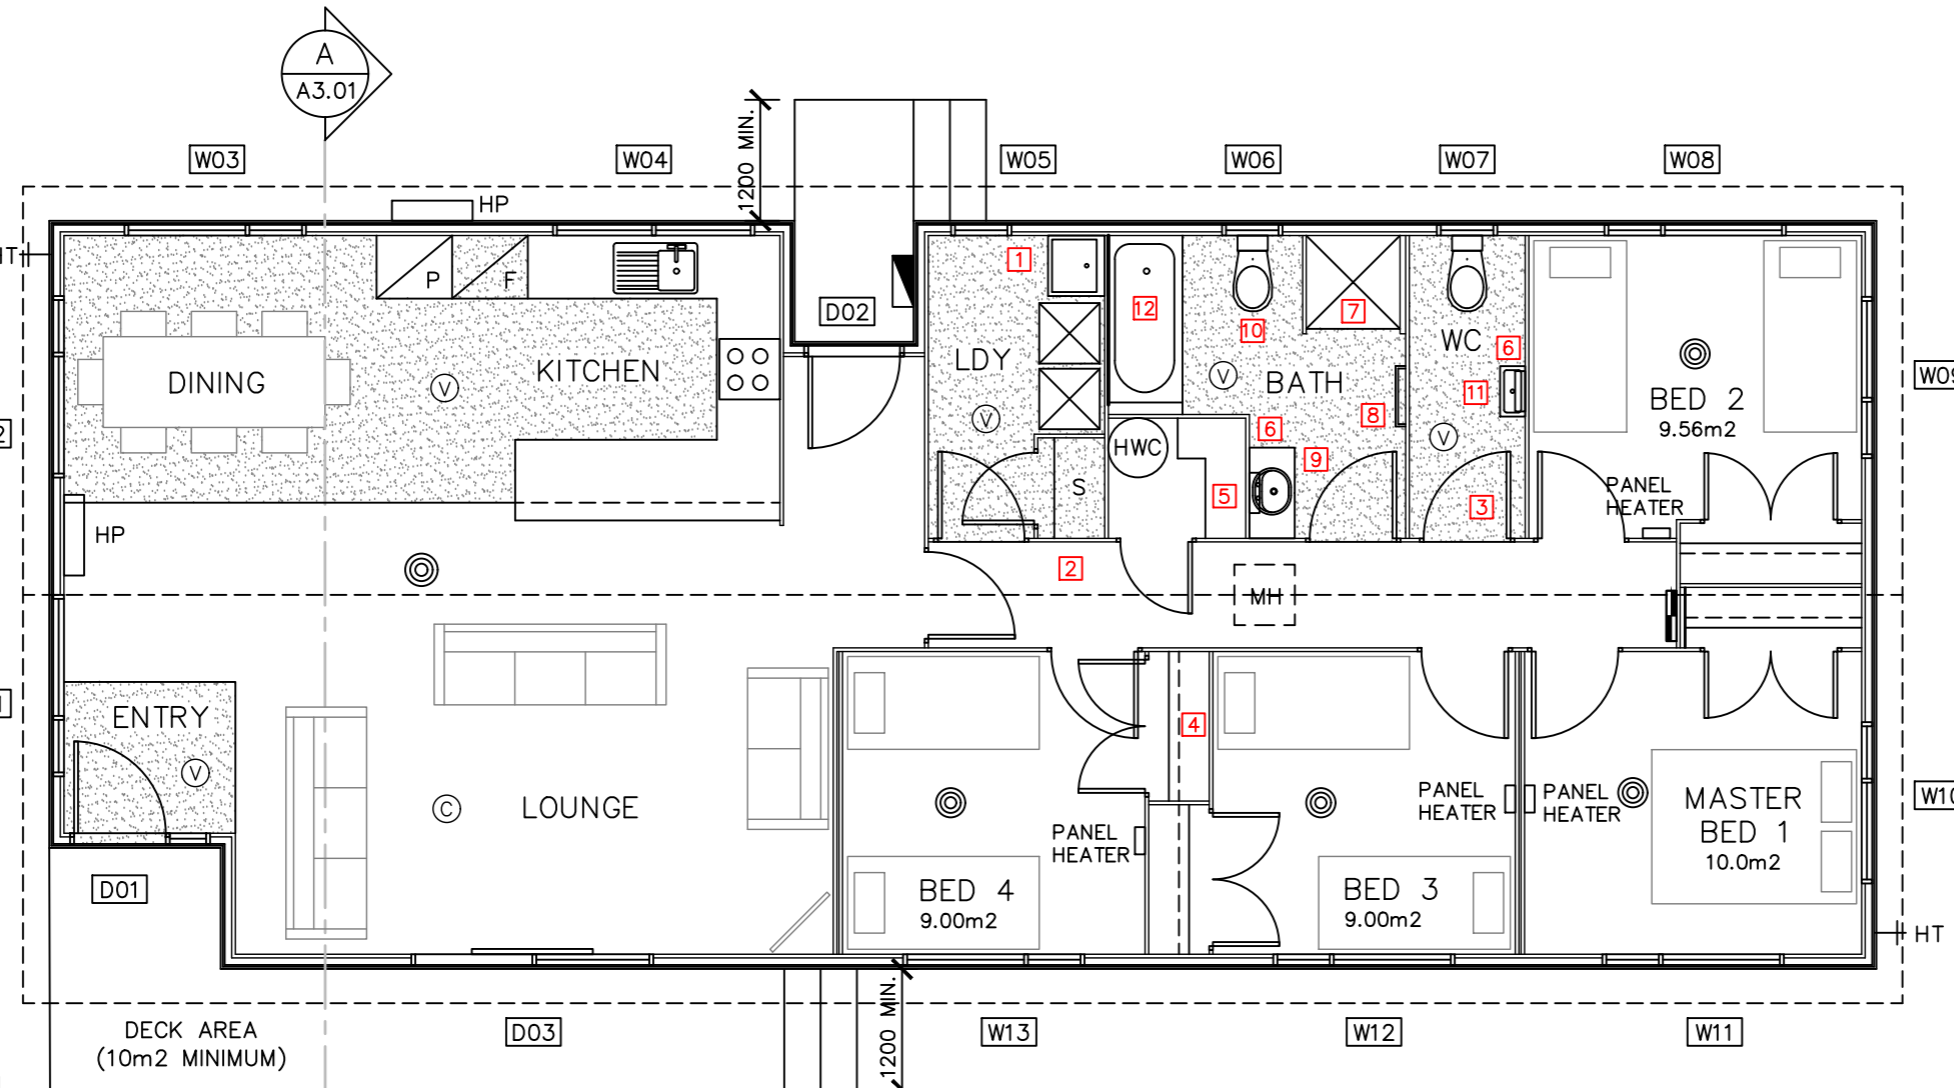 A
A3.01
1200 MIN.
W03
W04
W05
W06
W07
W08
HP
HT
P
F
D02
1
12
10
7
WC
6
LDY
DINING
V
KITCHEN
V
V
BATH
8
11
V
BED 2
9.56m2
W09
HWC
6
9
S
5
3
PANEL
HEATER
HP
2
MH
ENTRY
V
4
C
LOUNGE
PANEL
HEATER
PANEL
HEATER
PANEL
HEATER
MASTER
BED 1
10.0m2
W10
D01
BED 4
9.00m2
BED 3
9.00m2
HT
DECK AREA
(10m2 MINIMUM)
D03
1200 MIN.
W13
W12
W11